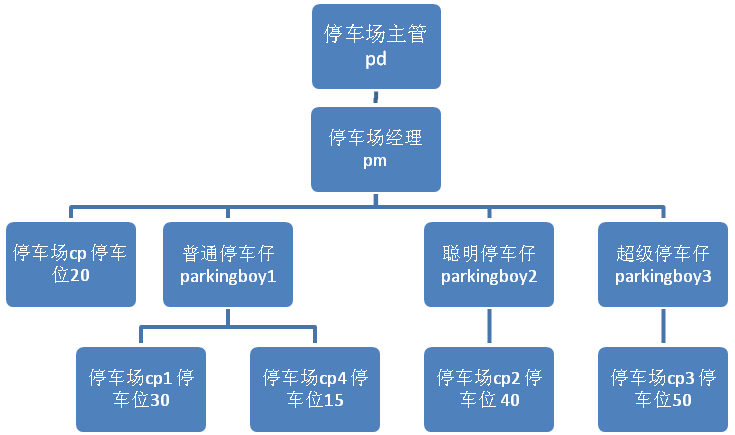 停车场主管
pd
停车场经理
pm
停车场cp 停车
位20
普通停车仔
parkingboy1
聪明停车仔
parkingboy2
超级停车仔
parkingboy3
停车场cp1 停
车位30
停车场cp4 停
车位15
停车场cp2 停
车位 40
停车场cp3 停
车位50